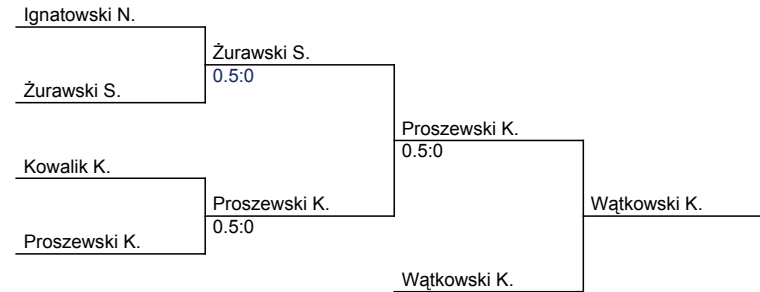 Ignatowski N.
Żurawski S.
0.5:0
Żurawski S.
Proszewski K.
0.5:0
Kowalik K.
Proszewski K.
0.5:0
Wątkowski K.
Proszewski K.
Wątkowski K.